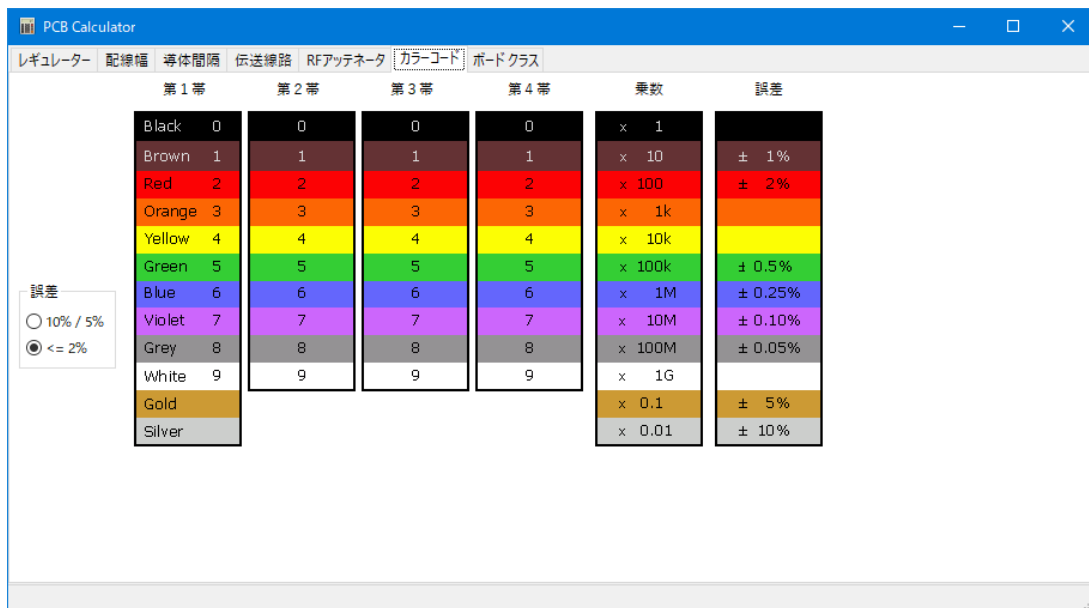 PCB Calculator
レギュレーター 配線幅 導体間隔 伝送線路 RFアッテネータ カラーコード ボードクラス
第1帯 第2帯 第3帯 第4帯 乗数 誤差
Black 0 0 0 0 x 1
Brown 1 1 1 1 x 10 ± 1%
Red 2 2 2 2 x 100 ± 2%
Orange 3 3 3 3 x 1k
Yellow 4 4 4 4 x 10k
Green 5 5 5 5 x 100k ± 0.5%
誤差
Blue 6 6 6 6 x 1M ± 0.25%
10% / 5%
Violet 7 7 7 7 x 10M ± 0.10%
<= 2%
Grey 8 8 8 8 x 100M ± 0.05%
White 9 9 9 9 x 1G
Gold x 0.1 ± 5%
Silver x 0.01 ± 10%